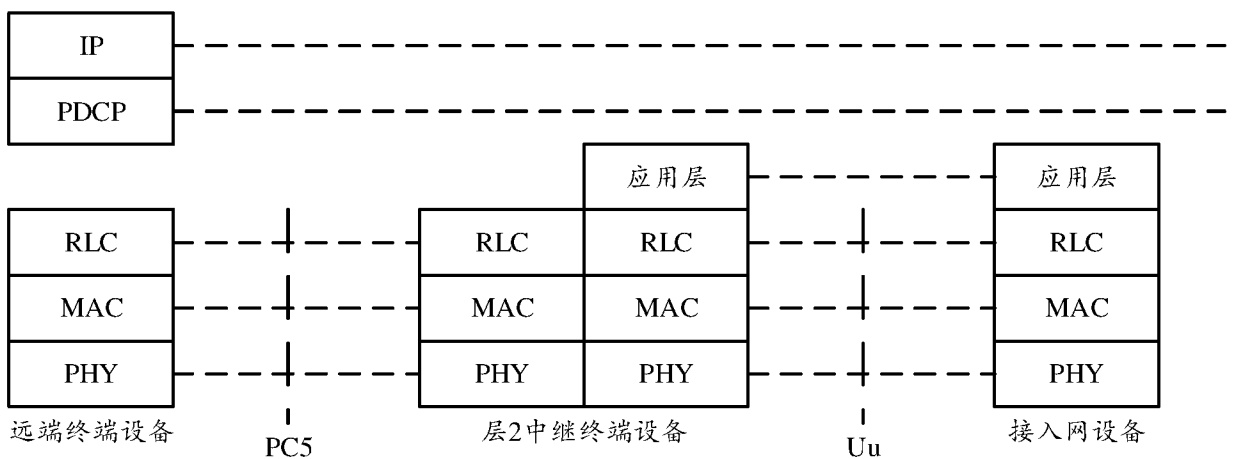 IP
PDCP
应用层 应用层
RLC RLC RLC RLC
MAC MAC MAC MAC
PHY PHY PHY PHY
远端终端设备 层2中继终端设备 接入网设备
PC5 Uu